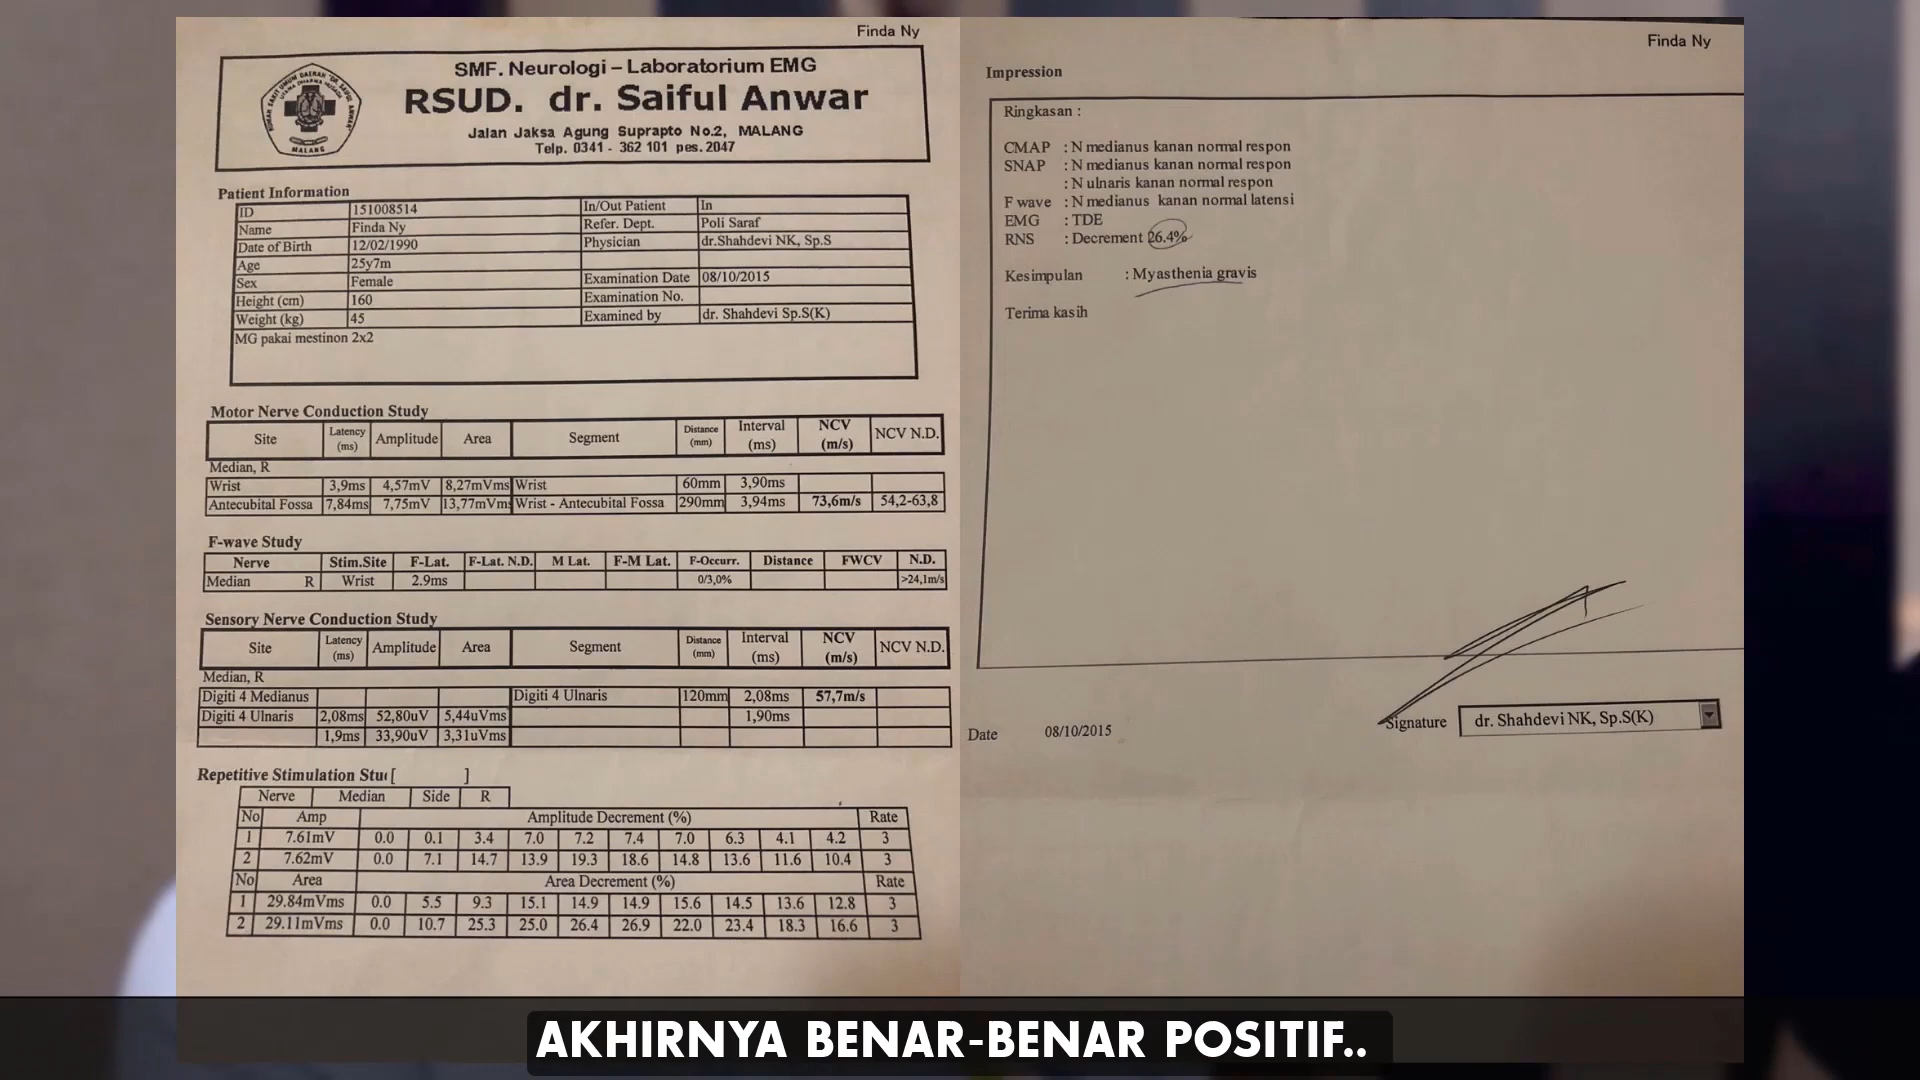 Finda Ny
SMF. Neurologi – Laboratorium EMG
RSUD. dr. Saiful Anwar
Jalan Jaksa Agung Suprapto No.2, MALANG
Telp. 0341 - 362 101 pes. 2047
MALANG
Patient Information
ID 151008514 In/Out Patient In
Name Finda Ny Refer. Dept. Poli Saraf
Date of Birth 12/02/1990 Physician dr.Shahdevi NK, Sp.S
Age 25y7m
Sex Female Examination Date 08/10/2015
Height (cm) 160 Examination No.
Weight (kg) 45 Examined by dr. Shahdevi Sp.S(K)
MG pakai mestinon 2x2
Motor Nerve Conduction Study
Site Latency (ms) Amplitude Area Segment Distance (mm) Interval (ms) NCV (m/s) NCV N.D.
Median, R
Wrist 3,9ms 4,57mV 8,27mVms Wrist 60mm 3,90ms
Antecubital Fossa 7,84ms 7,75mV 13,77mVms Wrist - Antecubital Fossa 290mm 3,94ms 73,6m/s 54,2-63,8
F-wave Study
Nerve Stim.Site F-Lat. F-Lat. N.D. M Lat. F-M Lat. F-Occurr. Distance FWCV N.D.
Median R Wrist 2.9ms 0/3,0% >24,1m/s
Sensory Nerve Conduction Study
Site Latency (ms) Amplitude Area Segment Distance (mm) Interval (ms) NCV (m/s) NCV N.D.
Median, R
Digiti 4 Medianus Digiti 4 Ulnaris 120mm 2,08ms 57,7m/s
Digiti 4 Ulnaris 2,08ms 52,80uV 5,44uVms 1,90ms
1,9ms 33,90uV 3,31uVms
Repetitive Stimulation Stu [ ]
Nerve Median Side R
No Amp Amplitude Decrement (%) Rate
1 7.61mV 0.0 0.1 3.4 7.0 7.2 7.4 7.0 6.3 4.1 4.2 3
2 7.62mV 0.0 7.1 14.7 13.9 19.3 18.6 14.8 13.6 11.6 10.4 3
No Area Area Decrement (%) Rate
1 29.84mVms 0.0 5.5 9.3 15.1 14.9 14.9 15.6 14.5 13.6 12.8 3
2 29.11mVms 0.0 10.7 25.3 25.0 26.4 26.9 22.0 23.4 18.3 16.6 3
Finda Ny
Impression
Ringkasan :
CMAP : N medianus kanan normal respon
SNAP : N medianus kanan normal respon
: N ulnaris kanan normal respon
F wave : N medianus kanan normal latensi
EMG : TDE
RNS : Decrement 26.4%
Kesimpulan : Myasthenia gravis
Terima kasih
Date 08/10/2015
Signature dr. Shahdevi NK, Sp.S(K)
AKHIRNYA BENAR-BENAR POSITIF..